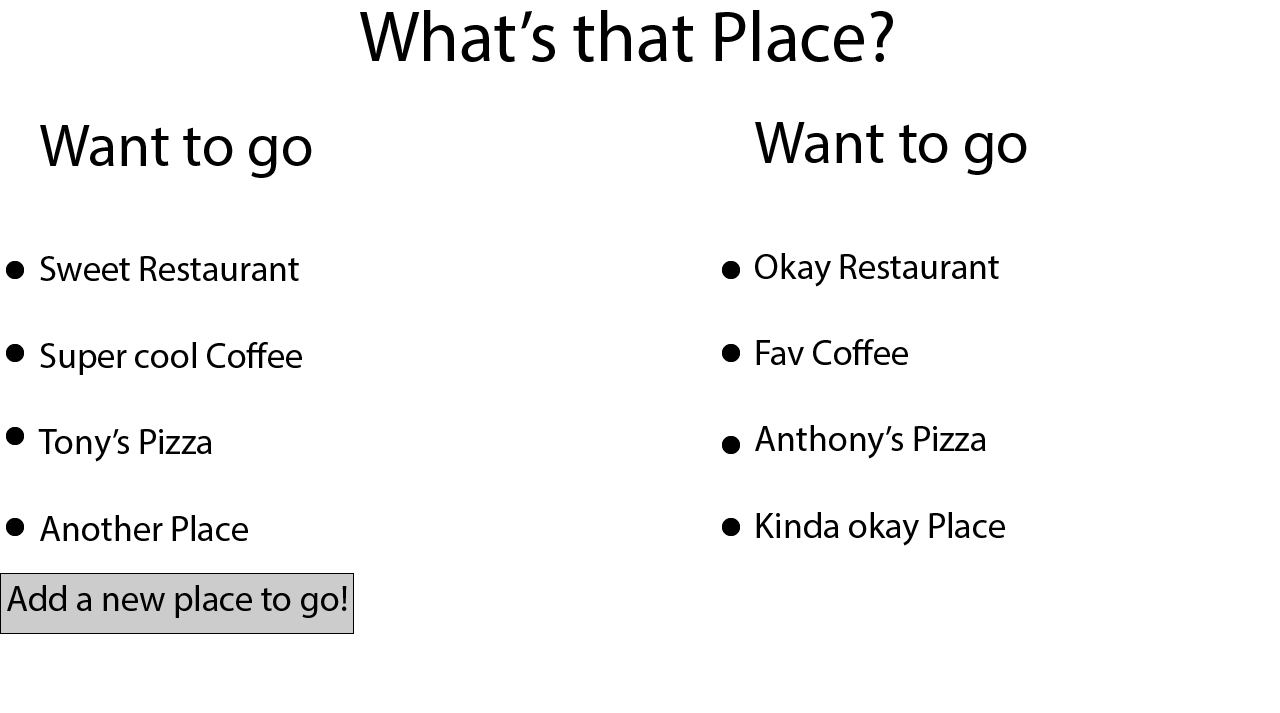 What’s that Place?
Want to go
Sweet Restaurant
Super cool Coffee
Tony’s Pizza
Another Place
Add a new place to go!
Want to go
Okay Restaurant
Fav Coffee
Anthony’s Pizza
Kinda okay Place